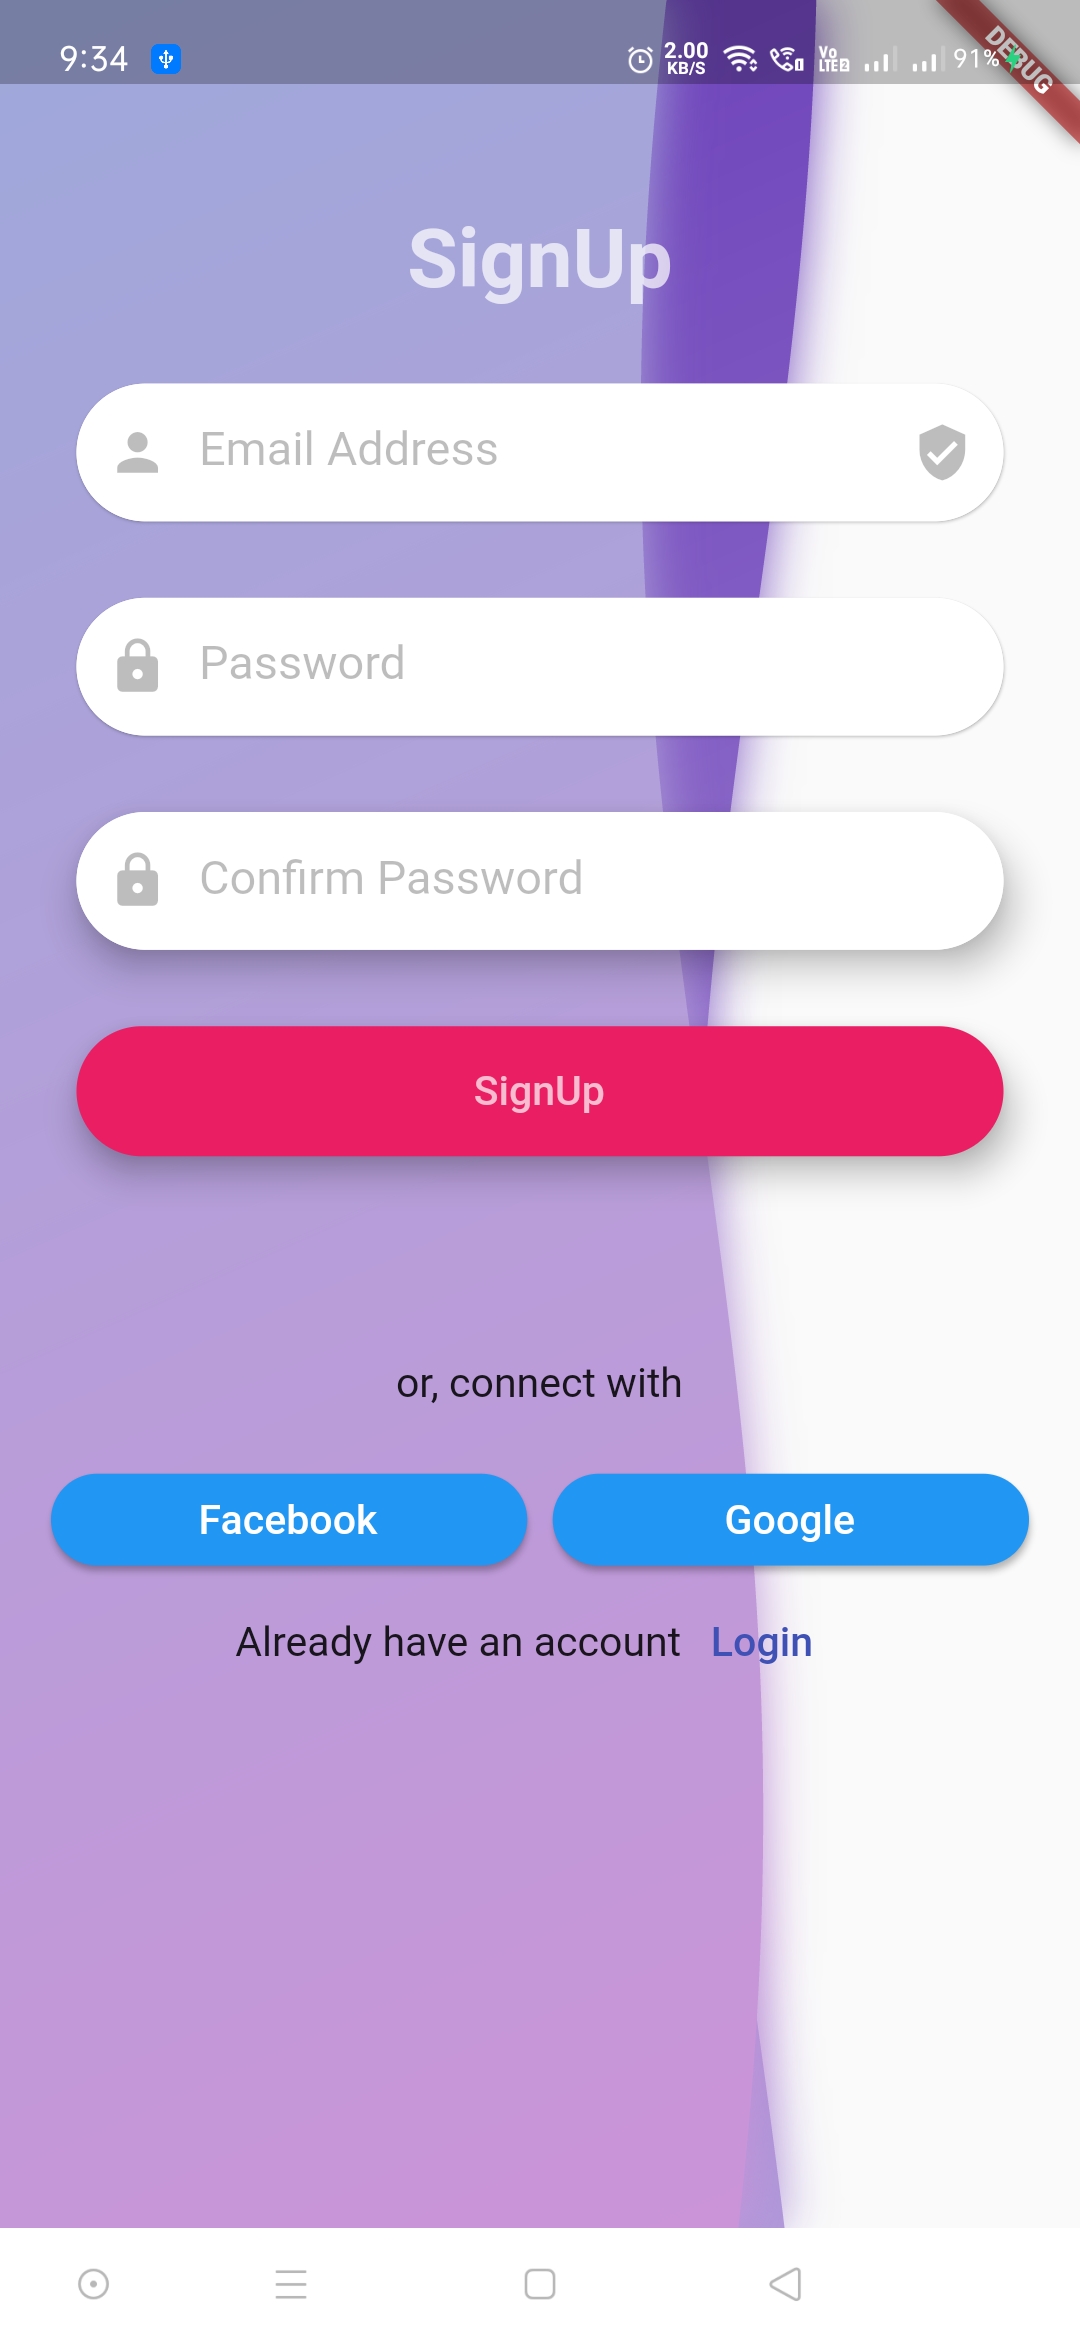 9:34 2.00 KB/S Vo LTE2 91%
DEBUG
SignUp
Email Address
Password
Confirm Password
SignUp
or, connect with
Facebook Google
Already have an account Login